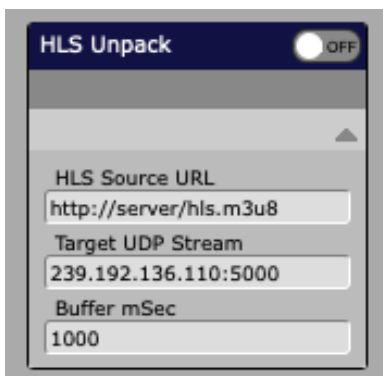 HLS Unpack
OFF
HLS Source URL
http://server/hls.m3u8
Target UDP Stream
239.192.136.110:5000
Buffer mSec
1000